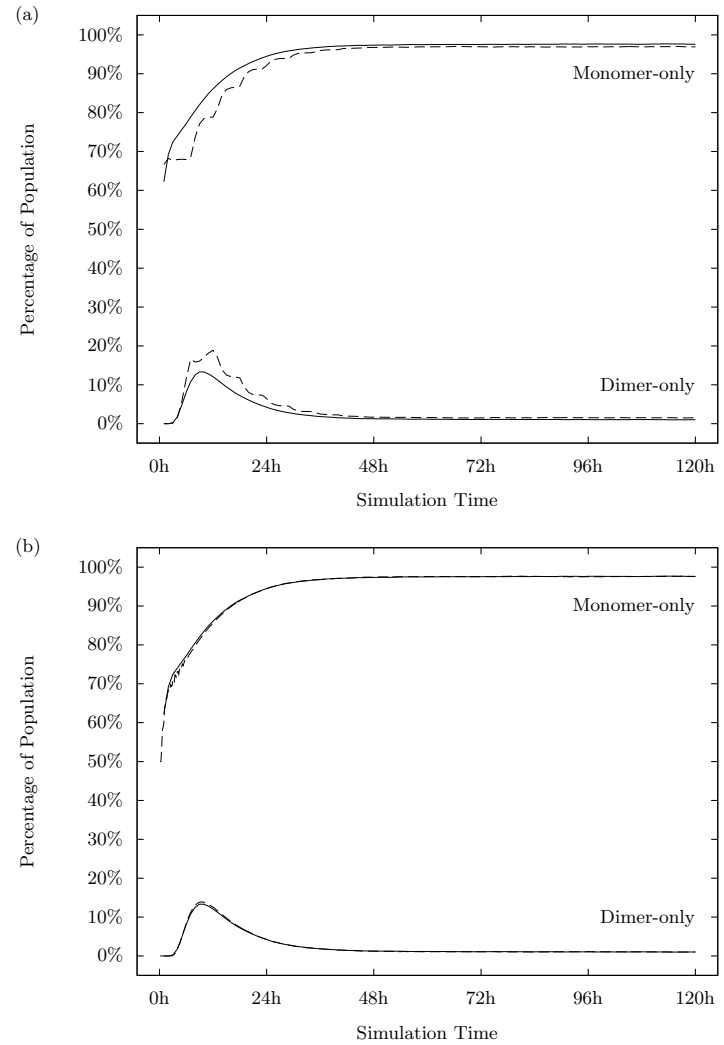 (a)
Percentage of Population
100%
90%
80%
70%
60%
50%
40%
30%
20%
10%
0%
Monomer-only
Dimer-only
0h 24h 48h 72h 96h 120h
Simulation Time
(b)
Percentage of Population
100%
90%
80%
70%
60%
50%
40%
30%
20%
10%
0%
Monomer-only
Dimer-only
0h 24h 48h 72h 96h 120h
Simulation Time